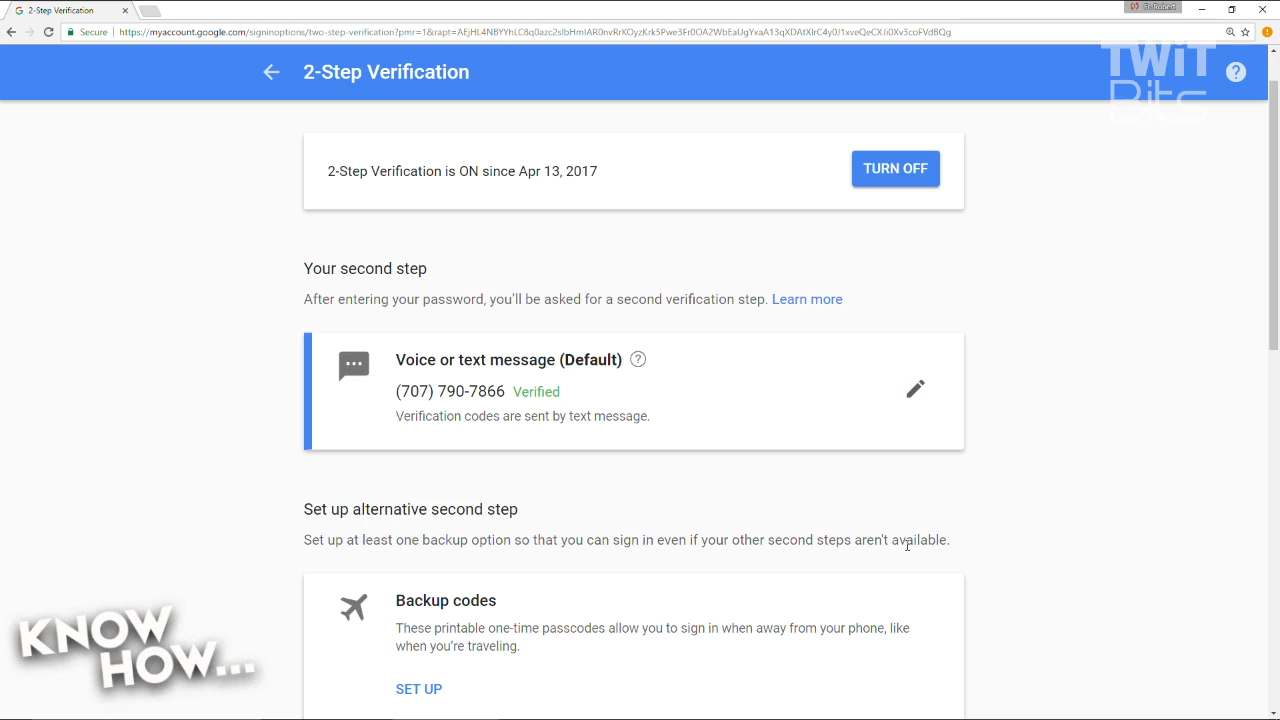 2-Step Verification
Fr. Robert
Secure
2-Step Verification
TWiT
Bits
2-Step Verification is ON since Apr 13, 2017
TURN OFF
Your second step
After entering your password, you'll be asked for a second verification step. Learn more
Voice or text message (Default)
(707) 790-7866 Verified
Verification codes are sent by text message.
Set up alternative second step
Set up at least one backup option so that you can sign in even if your other second steps aren't available.
Backup codes
These printable one-time passcodes allow you to sign in when away from your phone, like
when you're traveling.
SET UP
KNOW
HOW...